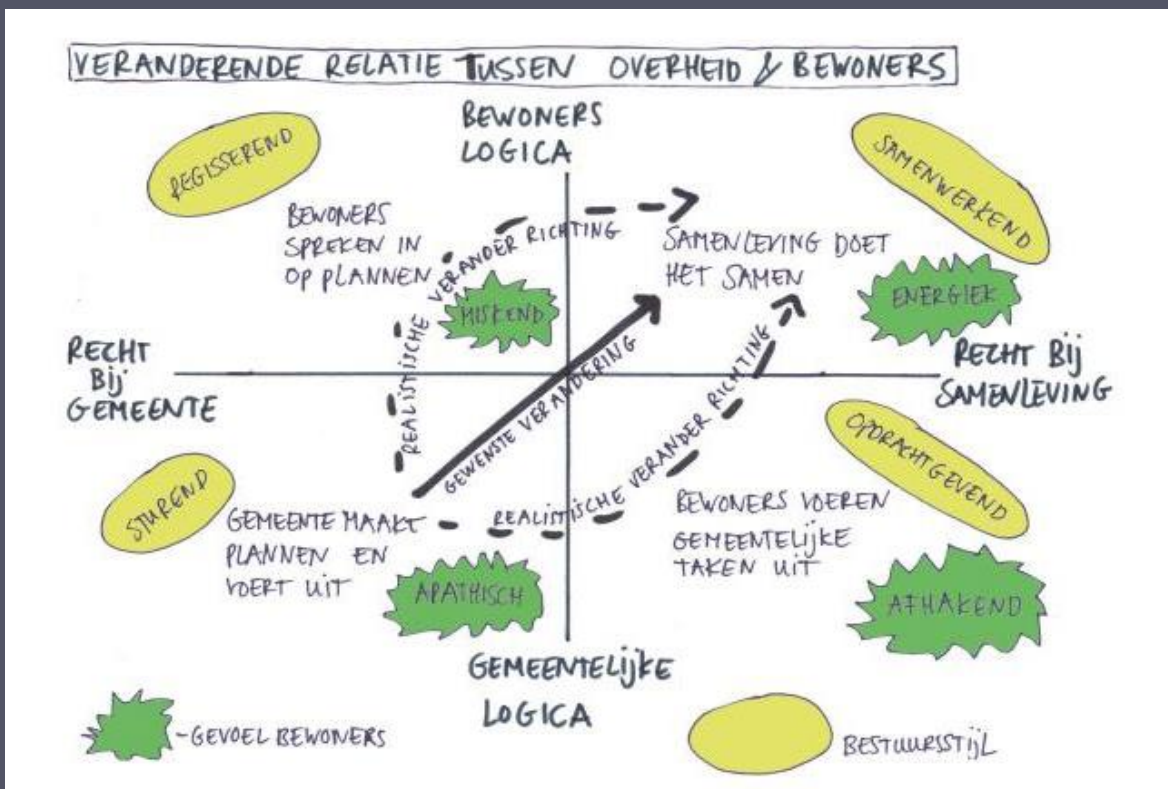 VERANDERENDE RELATIE TUSSEN OVERHEID & BEWONERS
BEWONERS
LOGICA
REGISSEREND
SAMENWERKEND
BEWONERS
SPREKEN IN
OP PLANNEN
REALISTISCHE VERANDER RICHTING
MISKEND
SAMENLEVING DOET
HET SAMEN
ENERGIEK
RECHT
Bij
GEMEENTE
RECHT Bij
SAMENLEVING
GEWENSTE VERANDERING
STUREND
GEMEENTE MAAKT
PLANNEN EN
VOERT UIT
APATHISCH
REALISTISCHE VERANDER RICHTING
OPDRACHTGEVEND
BEWONERS VOEREN
GEMEENTELIJKE
TAKEN UIT
AFHAKEND
GEMEENTELIJKE
LOGICA
-GEVOEL BEWONERS
BESTUURSSTIJL